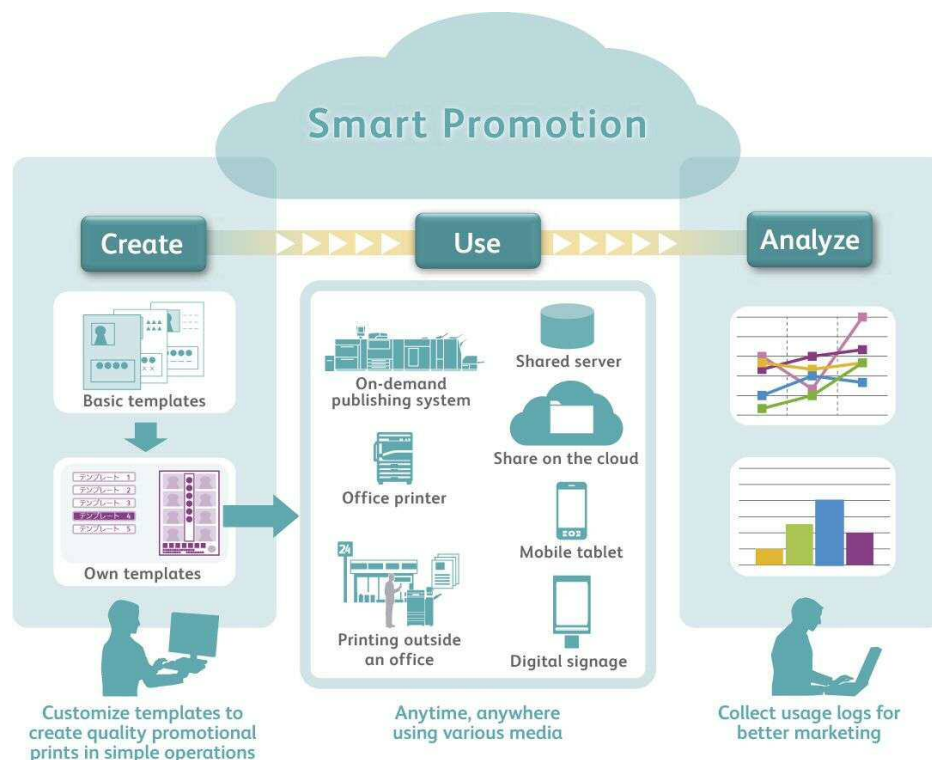 Smart Promotion
Create
Use
Analyze
Basic templates
テンプレート 1
テンプレート 2
テンプレート 3
テンプレート 4
テンプレート 5
Own templates
On-demand
publishing system
Office printer
24
Printing outside
an office
Shared server
Share on the cloud
Mobile tablet
Digital signage
Customize templates to
create quality promotional
prints in simple operations
Anytime, anywhere
using various media
Collect usage logs for
better marketing